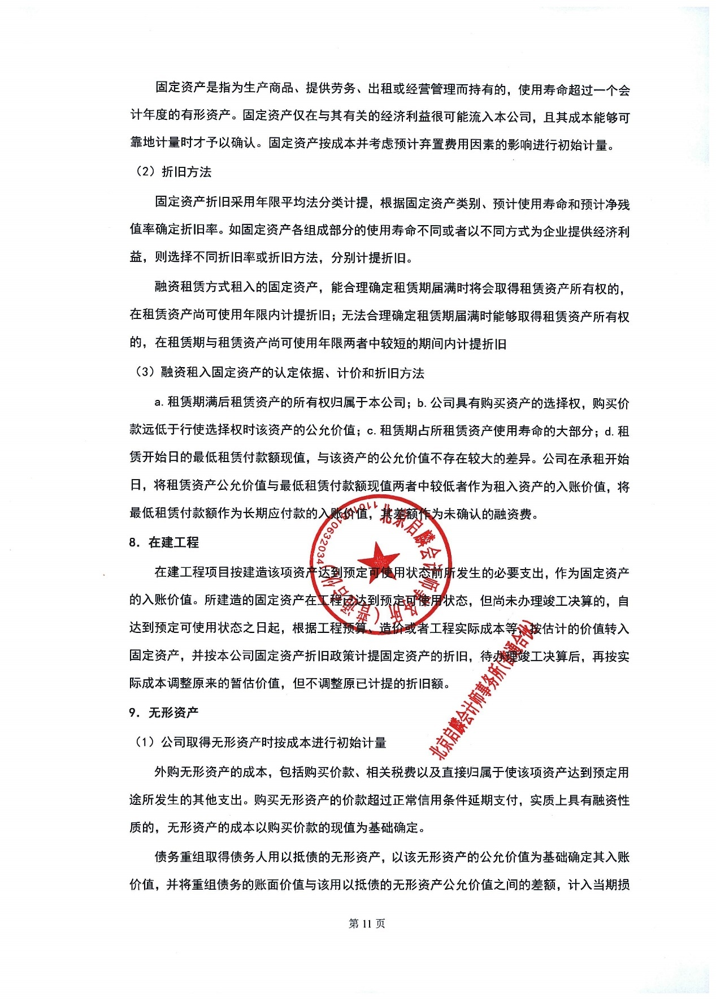 固定资产是指为生产商品、提供劳务、出租或经营管理而持有的，使用寿命超过一个会
计年度的有形资产。固定资产仅在与其有关的经济利益很可能流入本公司，且其成本能够可
靠地计量时才予以确认。固定资产按成本并考虑预计弃置费用因素的影响进行初始计量。
（2）折旧方法
固定资产折旧采用年限平均法分类计提，根据固定资产类别、预计使用寿命和预计净残
值率确定折旧率。如固定资产各组成部分的使用寿命不同或者以不同方式为企业提供经济利
益，则选择不同折旧率或折旧方法，分别计提折旧。
融资租赁方式租入的固定资产，能合理确定租赁期届满时将会取得租赁资产所有权的，
在租赁资产尚可使用年限内计提折旧；无法合理确定租赁期届满时能够取得租赁资产所有权
的，在租赁期与租赁资产尚可使用年限两者中较短的期间内计提折旧
（3）融资租入固定资产的认定依据、计价和折旧方法
a. 租赁期满后租赁资产的所有权归属于本公司；b. 公司具有购买资产的选择权，购买价
款远低于行使选择权时该资产的公允价值；c. 租赁期占所租赁资产使用寿命的大部分；d. 租
赁开始日的最低租赁付款额现值，与该资产的公允价值不存在较大的差异。公司在承租开始
日，将租赁资产公允价值与最低租赁付款额现值两者中较低者作为租入资产的入账价值，将
最低租赁付款额作为长期应付款的入账价值，其差额作为未确认的融资费。
8．在建工程
在建工程项目按建造该项资产达到预定可使用状态前所发生的必要支出，作为固定资产
的入账价值。所建造的固定资产在工程已达到预定可使用状态，但尚未办理竣工决算的，自
达到预定可使用状态之日起，根据工程预算、造价或者工程实际成本等，按估计的价值转入
固定资产，并按本公司固定资产折旧政策计提固定资产的折旧，待办理竣工决算后，再按实
际成本调整原来的暂估价值，但不调整原已计提的折旧额。
9．无形资产
（1）公司取得无形资产时按成本进行初始计量
外购无形资产的成本，包括购买价款、相关税费以及直接归属于使该项资产达到预定用
途所发生的其他支出。购买无形资产的价款超过正常信用条件延期支付，实质上具有融资性
质的，无形资产的成本以购买价款的现值为基础确定。
债务重组取得债务人用以抵债的无形资产，以该无形资产的公允价值为基础确定其入账
价值，并将重组债务的账面价值与该用以抵债的无形资产公允价值之间的差额，计入当期损
第 11 页
北京启麟会计师事务所（普通合伙）
北京启麟会计师事务所(普通合伙)